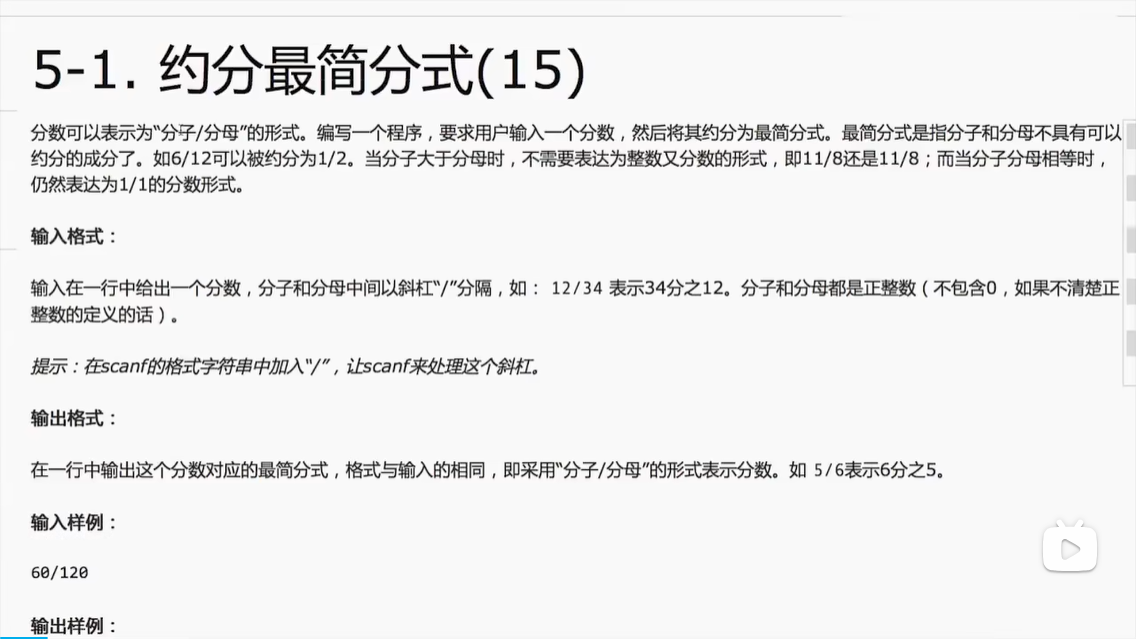 5-1. 约分最简分式(15)
分数可以表示为“分子/分母”的形式。编写一个程序，要求用户输入一个分数，然后将其约分为最简分式。最简分式是指分子和分母不具有可以
约分的成分了。如6/12可以被约分为1/2。当分子大于分母时，不需要表达为整数又分数的形式，即11/8还是11/8；而当分子分母相等时，
仍然表达为1/1的分数形式。
输入格式：
输入在一行中给出一个分数，分子和分母中间以斜杠“/”分隔，如： 12/34 表示34分之12。分子和分母都是正整数（不包含0，如果不清楚正
整数的定义的话）。
提示：在scanf的格式字符串中加入“/”，让scanf来处理这个斜杠。
输出格式：
在一行中输出这个分数对应的最简分式，格式与输入的相同，即采用“分子/分母”的形式表示分数。如 5/6表示6分之5。
输入样例：
60/120
输出样例：